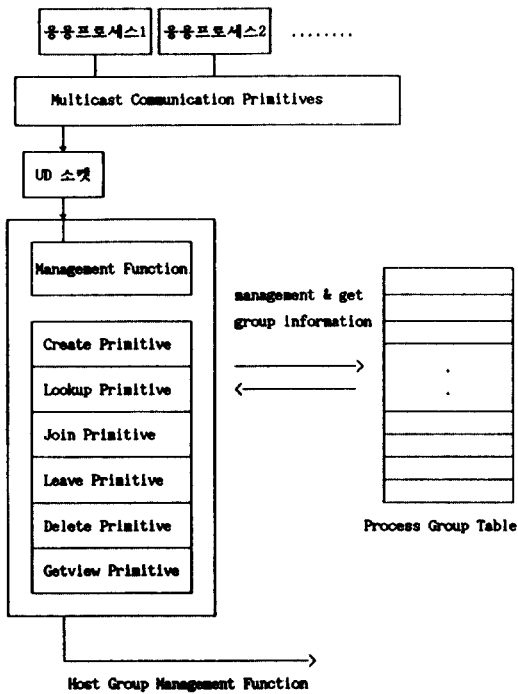 응용프로세스1
응용프로세스2
........
Multicast Communication Primitives
UD 소켓
Management Function
management & get
group information
Create Primitive
Lookup Primitive
Join Primitive
Leave Primitive
Delete Primitive
Getview Primitive
Process Group Table
Host Group Management Function